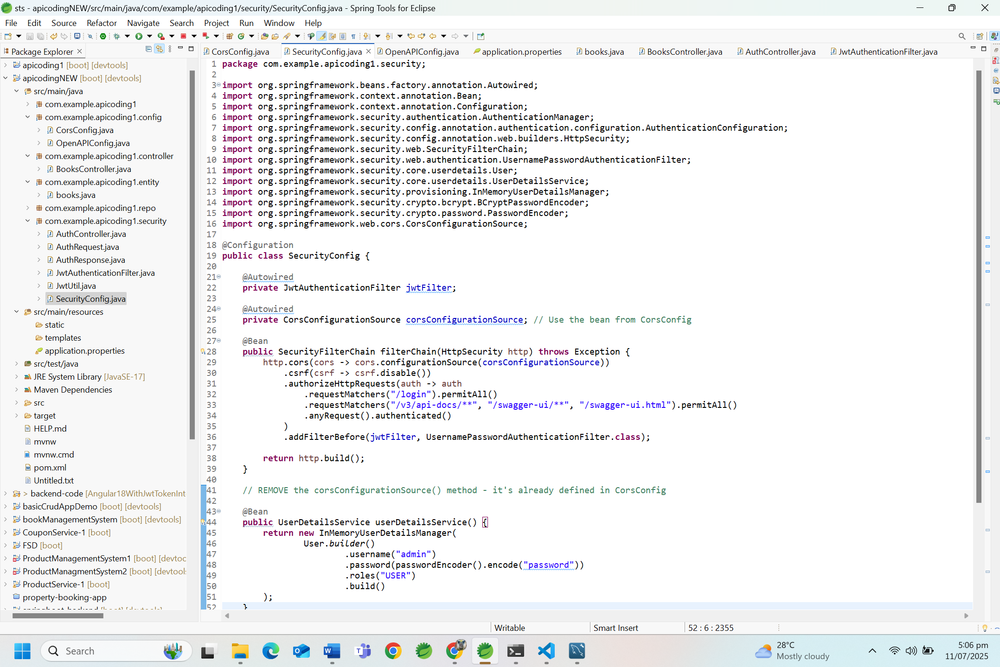 sts - apicodingNEW/src/main/java/com/example/apicoding1/security/SecurityConfig.java - Spring Tools for Eclipse
File Edit Source Refactor Navigate Search Project Run Window Help
Package Explorer
apicoding1 [boot] [devtools]
apicodingNEW [boot] [devtools]
src/main/java
com.example.apicoding1
com.example.apicoding1.config
CorsConfig.java
OpenAPIConfig.java
com.example.apicoding1.controller
BooksController.java
com.example.apicoding1.entity
books.java
com.example.apicoding1.repo
com.example.apicoding1.security
AuthController.java
AuthRequest.java
AuthResponse.java
JwtAuthenticationFilter.java
JwtUtil.java
SecurityConfig.java
src/main/resources
static
templates
application.properties
src/test/java
JRE System Library [JavaSE-17]
Maven Dependencies
src
target
HELP.md
mvnw
mvnw.cmd
pom.xml
Untitled.txt
> backend-code [Angular18WithJwtTokenInt
basicCrudAppDemo [boot] [devtools]
bookManagementSystem [boot] [devtools]
CouponService-1 [boot]
FSD [boot]
ProductManagementSystem1 [boot] [devtoo
ProductManagmentSystem2 [boot] [devtools
ProductService-1 [boot]
property-booking-app
CorsConfig.java SecurityConfig.java OpenAPIConfig.java application.properties books.java BooksController.java AuthController.java JwtAuthenticationFilter.java
1 package com.example.apicoding1.security;
2
3 import org.springframework.beans.factory.annotation.Autowired;
4 import org.springframework.context.annotation.Bean;
5 import org.springframework.context.annotation.Configuration;
6 import org.springframework.security.authentication.AuthenticationManager;
7 import org.springframework.security.config.annotation.authentication.configuration.AuthenticationConfiguration;
8 import org.springframework.security.config.annotation.web.builders.HttpSecurity;
9 import org.springframework.security.web.SecurityFilterChain;
10 import org.springframework.security.web.authentication.UsernamePasswordAuthenticationFilter;
11 import org.springframework.security.core.userdetails.User;
12 import org.springframework.security.core.userdetails.UserDetailsService;
13 import org.springframework.security.provisioning.InMemoryUserDetailsManager;
14 import org.springframework.security.crypto.bcrypt.BCryptPasswordEncoder;
15 import org.springframework.security.crypto.password.PasswordEncoder;
16 import org.springframework.web.cors.CorsConfigurationSource;
17
18 @Configuration
19 public class SecurityConfig {
20
21 @Autowired
22 private JwtAuthenticationFilter jwtFilter;
23
24 @Autowired
25 private CorsConfigurationSource corsConfigurationSource; // Use the bean from CorsConfig
26
27 @Bean
28 public SecurityFilterChain filterChain(HttpSecurity http) throws Exception {
29 http.cors(cors -> cors.configurationSource(corsConfigurationSource))
30 .csrf(csrf -> csrf.disable())
31 .authorizeHttpRequests(auth -> auth
32 .requestMatchers("/login").permitAll()
33 .requestMatchers("/v3/api-docs/**", "/swagger-ui/**", "/swagger-ui.html").permitAll()
34 .anyRequest().authenticated()
35 )
36 .addFilterBefore(jwtFilter, UsernamePasswordAuthenticationFilter.class);
37
38 return http.build();
39 }
40
41 // REMOVE the corsConfigurationSource() method - it's already defined in CorsConfig
42
43 @Bean
44 public UserDetailsService userDetailsService() {
45 return new InMemoryUserDetailsManager(
46 User.builder()
47 .username("admin")
48 .password(passwordEncoder().encode("password"))
49 .roles("USER")
50 .build()
51 );
52 }
Writable Smart Insert 52 : 6 : 2355
Search
28°C
Mostly cloudy
5:06 pm
11/07/2025